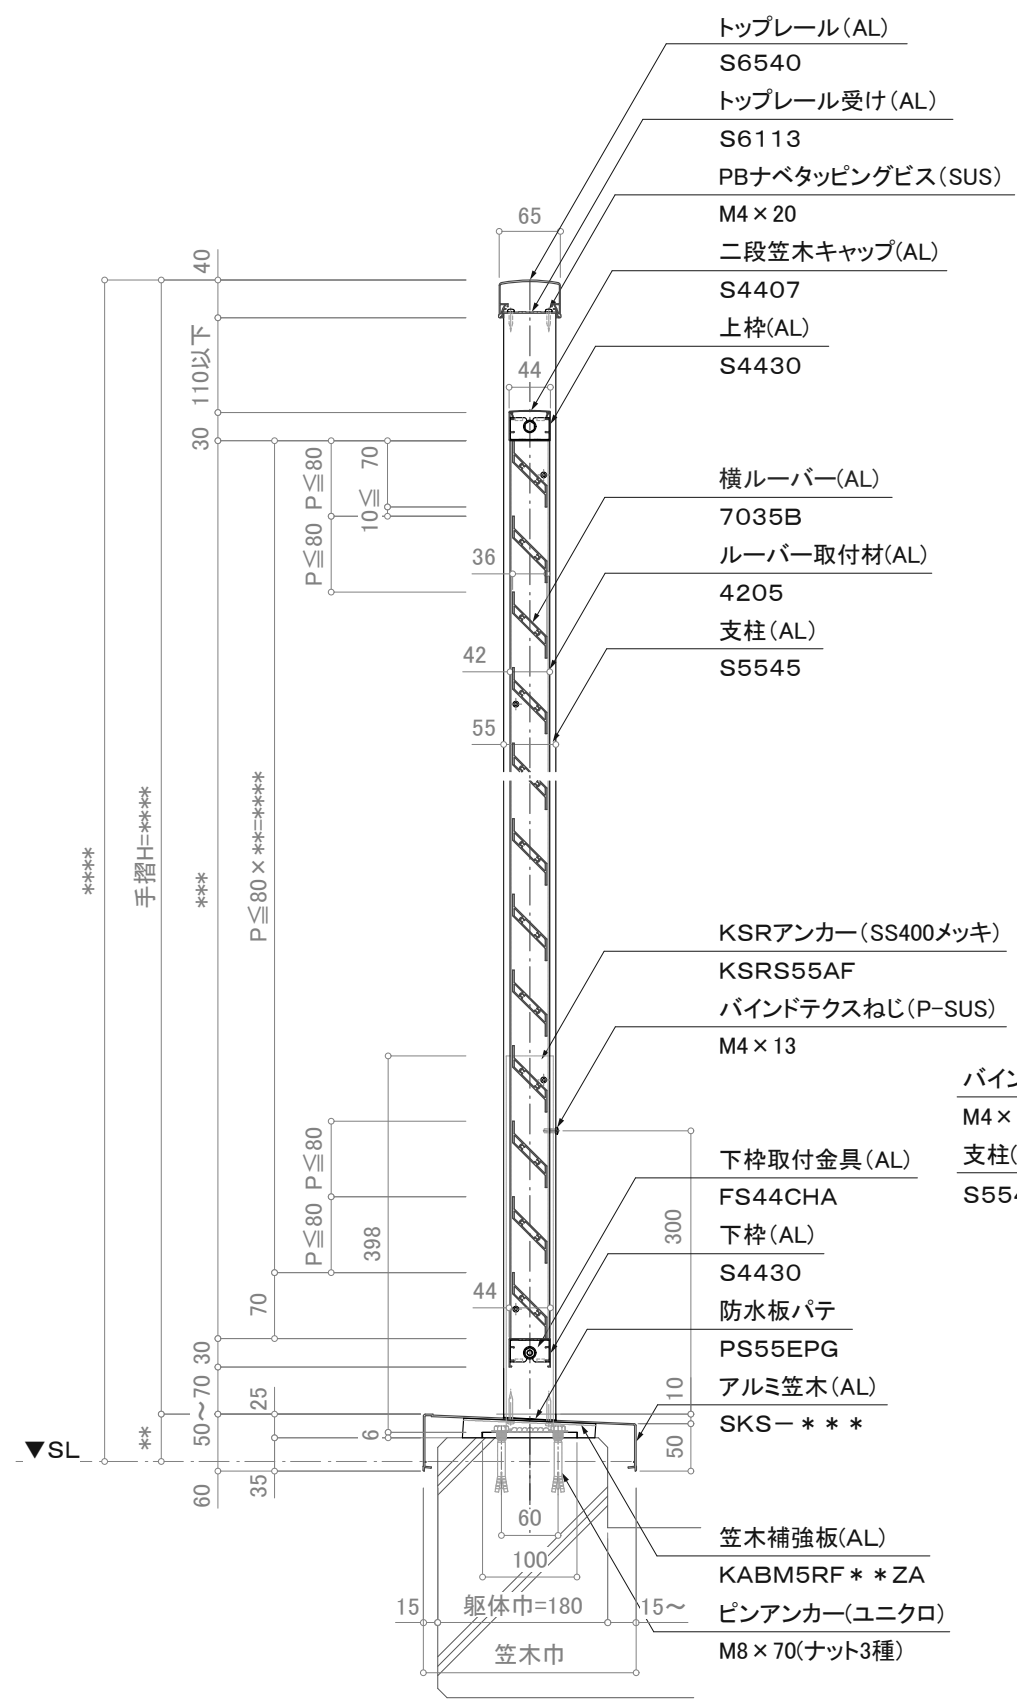 トップレール(AL)
S6540
トップレール受け(AL)
S6113
PBナベタッピングビス(SUS)
M4×20
二段笠木キャップ(AL)
S4407
上枠(AL)
S4430
65
40
110以下
30
44
P≦80
P≦80
70
10≦
横ルーバー(AL)
7035B
ルーバー取付材(AL)
4205
支柱(AL)
S5545
36
42
55
****
手摺H=****
***
P≦80×**=****
KSRアンカー(SS400メッキ)
KSRS55AF
バインドテクスねじ(P-SUS)
M4×13
バイン
M4×
支柱(
S554
下枠取付金具(AL)
FS44CHA
下枠(AL)
S4430
防水板パテ
PS55EPG
アルミ笠木(AL)
SKS-***
P≦80
P≦80
398
300
44
70
30
50~70
25
6
10
50
**
▼SL
60
35
60
100
15
躯体巾=180
15~
笠木巾
笠木補強板(AL)
KABM5RF**ZA
ピンアンカー(ユニクロ)
M8×70(ナット3種)